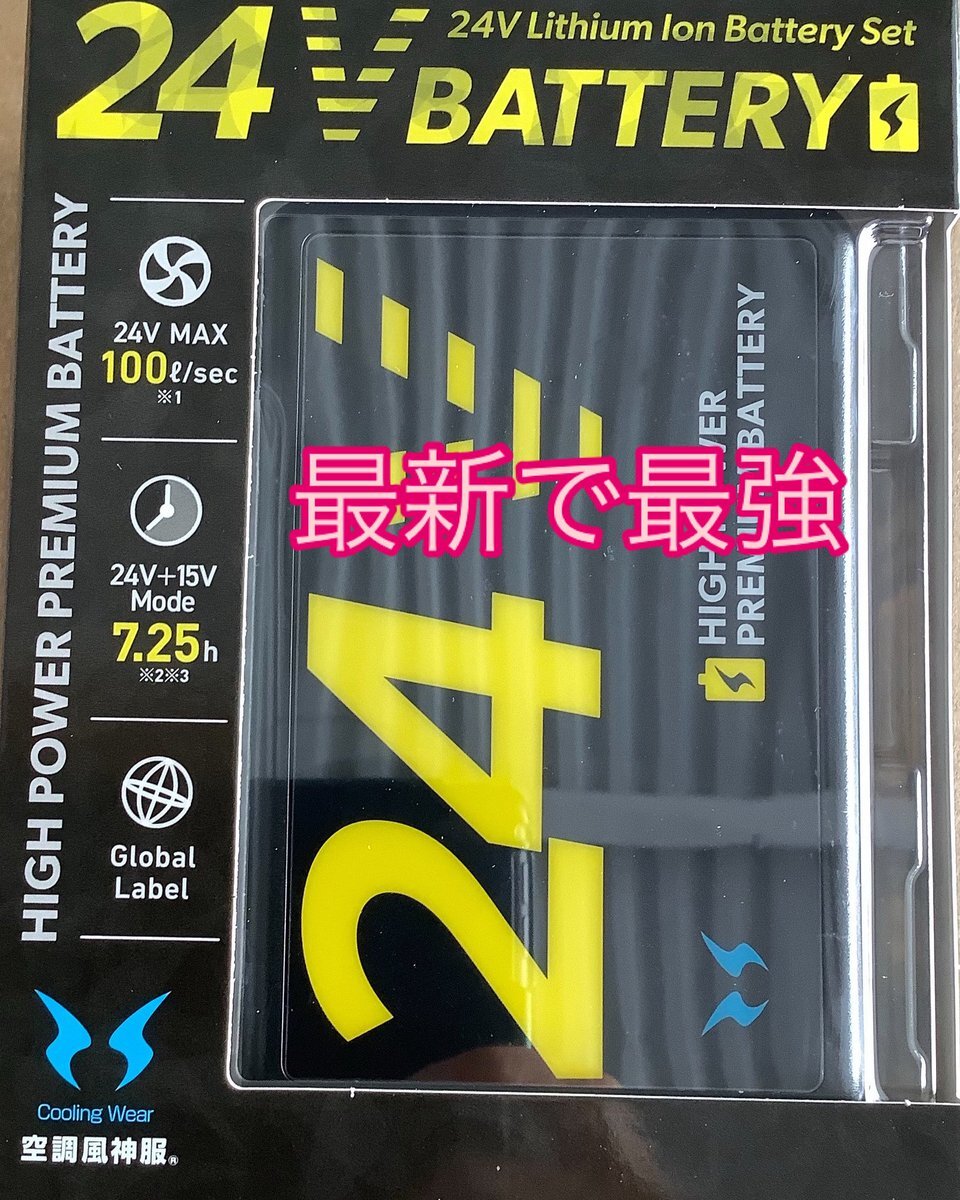 24V
24V Lithium Ion Battery Set
BATTERY
HIGH POWER PREMIUM BATTERY
24V MAX
100ℓ/sec
※1
24V+15V
Mode
7.25h
※2※3
Global
Label
Cooling Wear
空調風神服®
24V
HIGH POWER
PREMIUM BATTERY
最新で最強